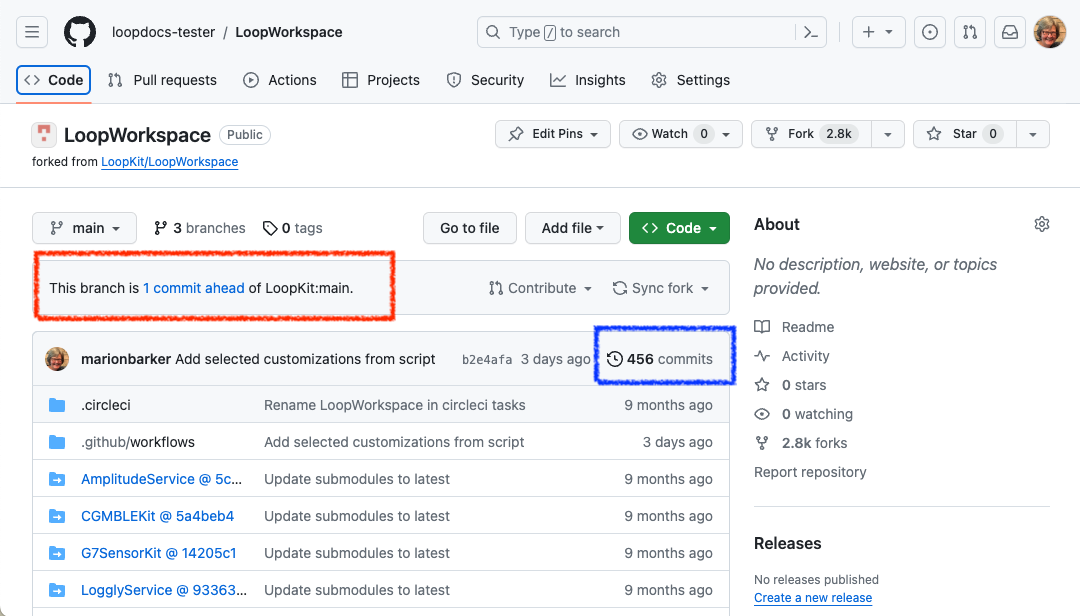 loopdocs-tester / LoopWorkspace
Type / to search
Code Pull requests Actions Projects Security Insights Settings
LoopWorkspace Public
Edit Pins Watch 0 Fork 2.8k Star 0
forked from LoopKit/LoopWorkspace
main 3 branches 0 tags Go to file Add file <> Code
About
No description, website, or topics
provided.
This branch is 1 commit ahead of LoopKit:main. Contribute Sync fork
Readme
marionbarker Add selected customizations from script b2e4afa 3 days ago 456 commits
Activity
0 stars
.circleci Rename LoopWorkspace in circleci tasks 9 months ago
0 watching
.github/workflows Add selected customizations from script 3 days ago
2.8k forks
Report repository
AmplitudeService @ 5c... Update submodules to latest 9 months ago
CGMBLEKit @ 5a4beb4 Update submodules to latest 9 months ago
G7SensorKit @ 14205c1 Update submodules to latest 9 months ago
Releases
LogglyService @ 93363... Update submodules to latest 9 months ago
No releases published
Create a new release